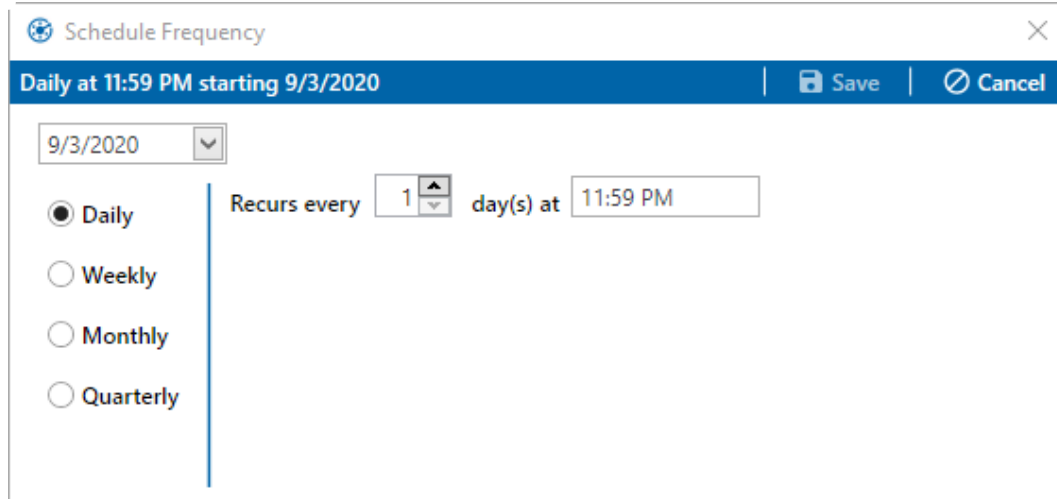 Schedule Frequency
Daily at 11:59 PM starting 9/3/2020 Save Cancel
9/3/2020
Daily Recurs every 1 day(s) at 11:59 PM
Weekly
Monthly
Quarterly